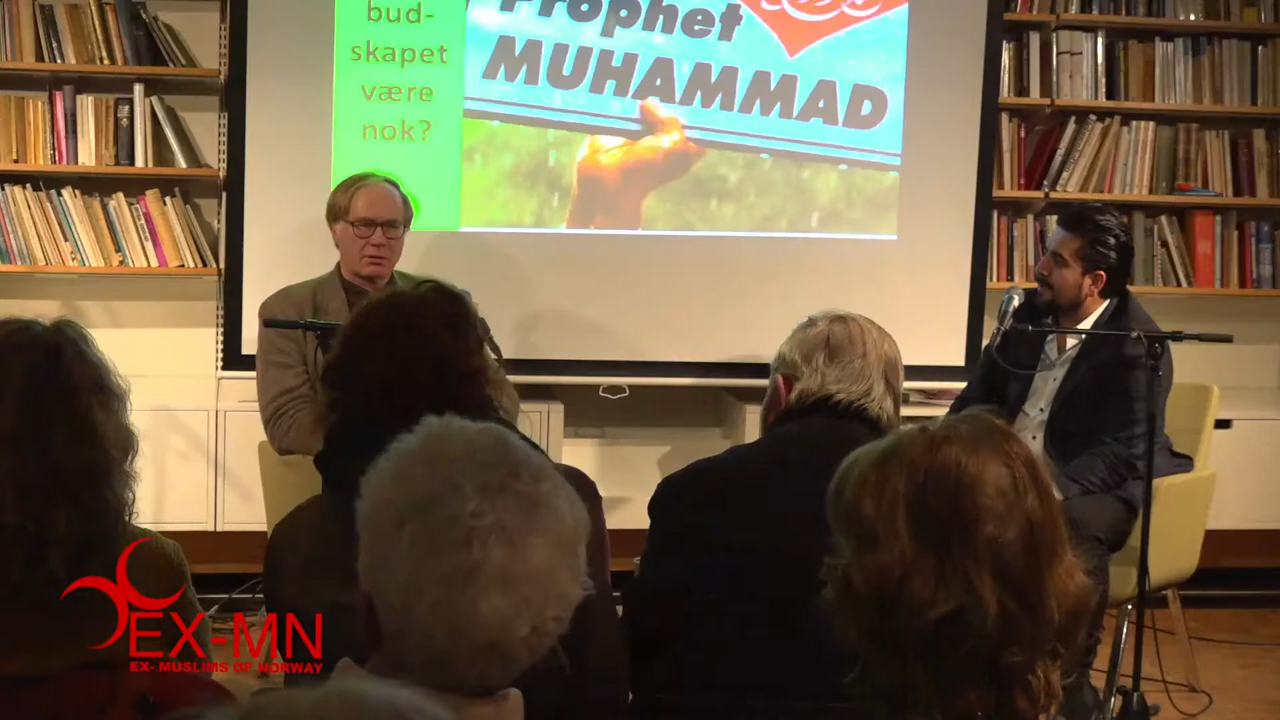 bud-
skapet
være
nok?
Prophet
MUHAMMAD
EX-MN
EX- MUSLIMS OF NORWAY